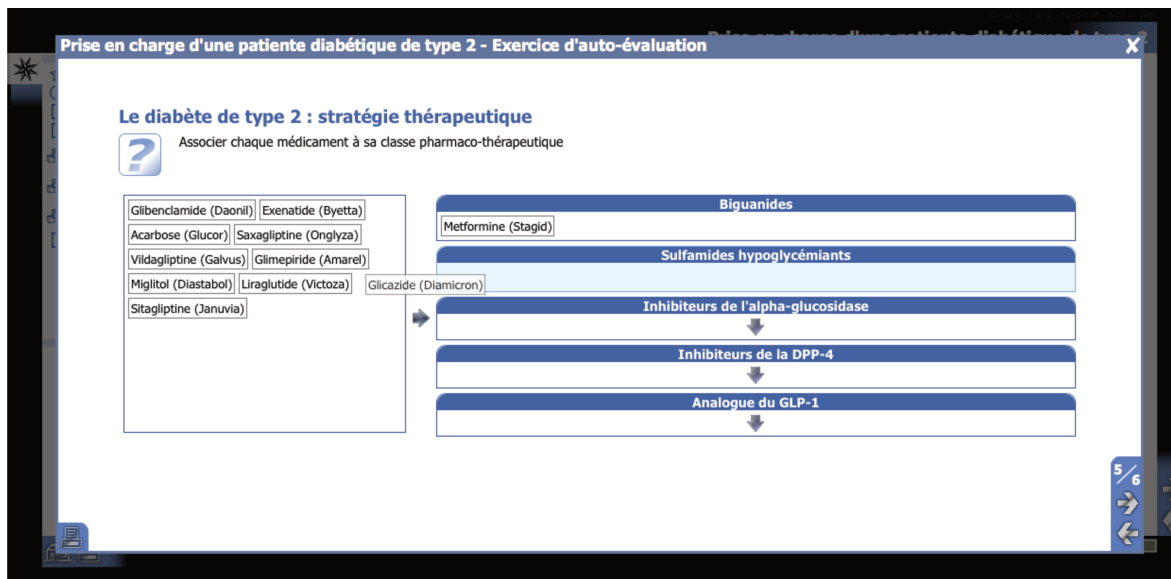 Prise en charge d'une patiente diabétique de type 2 - Exercice d'auto-évaluation X
Le diabète de type 2 : stratégie thérapeutique
? Associer chaque médicament à sa classe pharmaco-thérapeutique
Glibenclamide (Daonil) Exenatide (Byetta)
Acarbose (Glucor) Saxagliptine (Onglyza)
Vildagliptine (Galvus) Glimepiride (Amarel)
Miglitol (Diastabol) Liraglutide (Victoza) Glicazide (Diamicron)
Sitagliptine (Januvia)
Biguanides
Metformine (Stagid)
Sulfamides hypoglycémiants
Inhibiteurs de l'alpha-glucosidase
Inhibiteurs de la DPP-4
Analogue du GLP-1
5/6